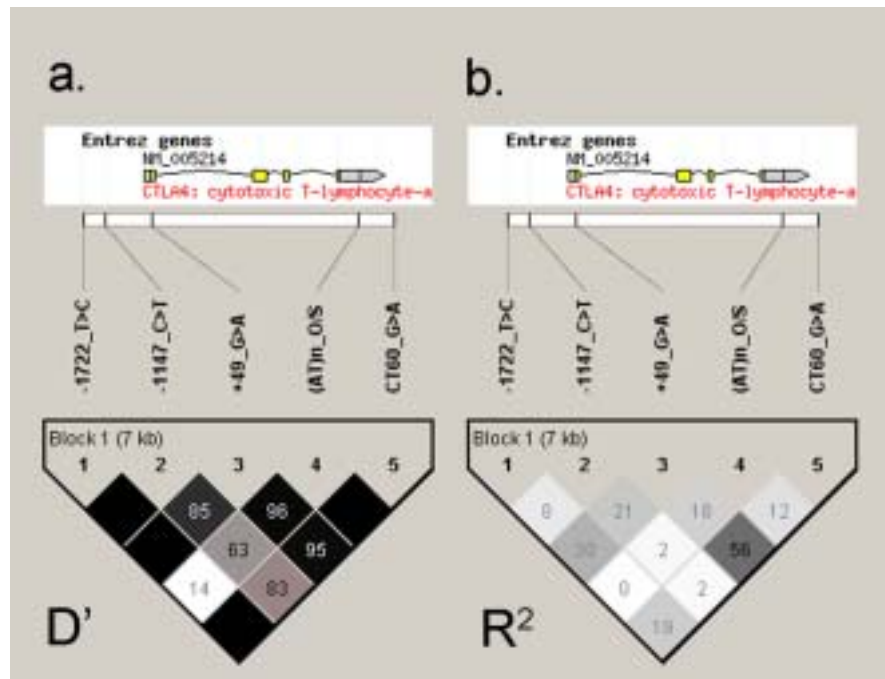 a.
Entrez genes
NM_005214
CTLA4: cytotoxic T-lymphocyte-a
-1722_T>C
-1147_C>T
+49_G>A
(AT)n_O/S
CT60_G>A
Block 1 (7 kb)
1 2 3 4 5
85 96
63 95
14 83
D’
b.
Entrez genes
NM_005214
CTLA4: cytotoxic T-lymphocyte-a
-1722_T>C
-1147_C>T
+49_G>A
(AT)n_O/S
CT60_G>A
Block 1 (7 kb)
1 2 3 4 5
8 21 18 12
30 2 56
0 2
19
R²